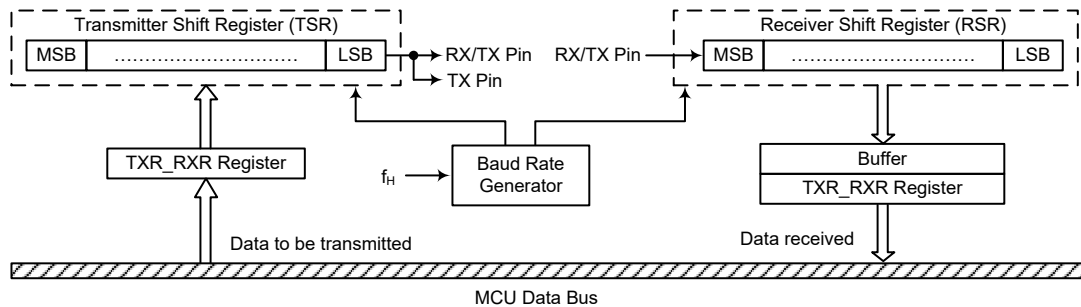 Transmitter Shift Register (TSR)
MSB ............................. LSB
RX/TX Pin
TX Pin
RX/TX Pin
Receiver Shift Register (RSR)
MSB ............................. LSB
TXR_RXR Register
fH
Baud Rate
Generator
Buffer
TXR_RXR Register
Data to be transmitted
Data received
MCU Data Bus